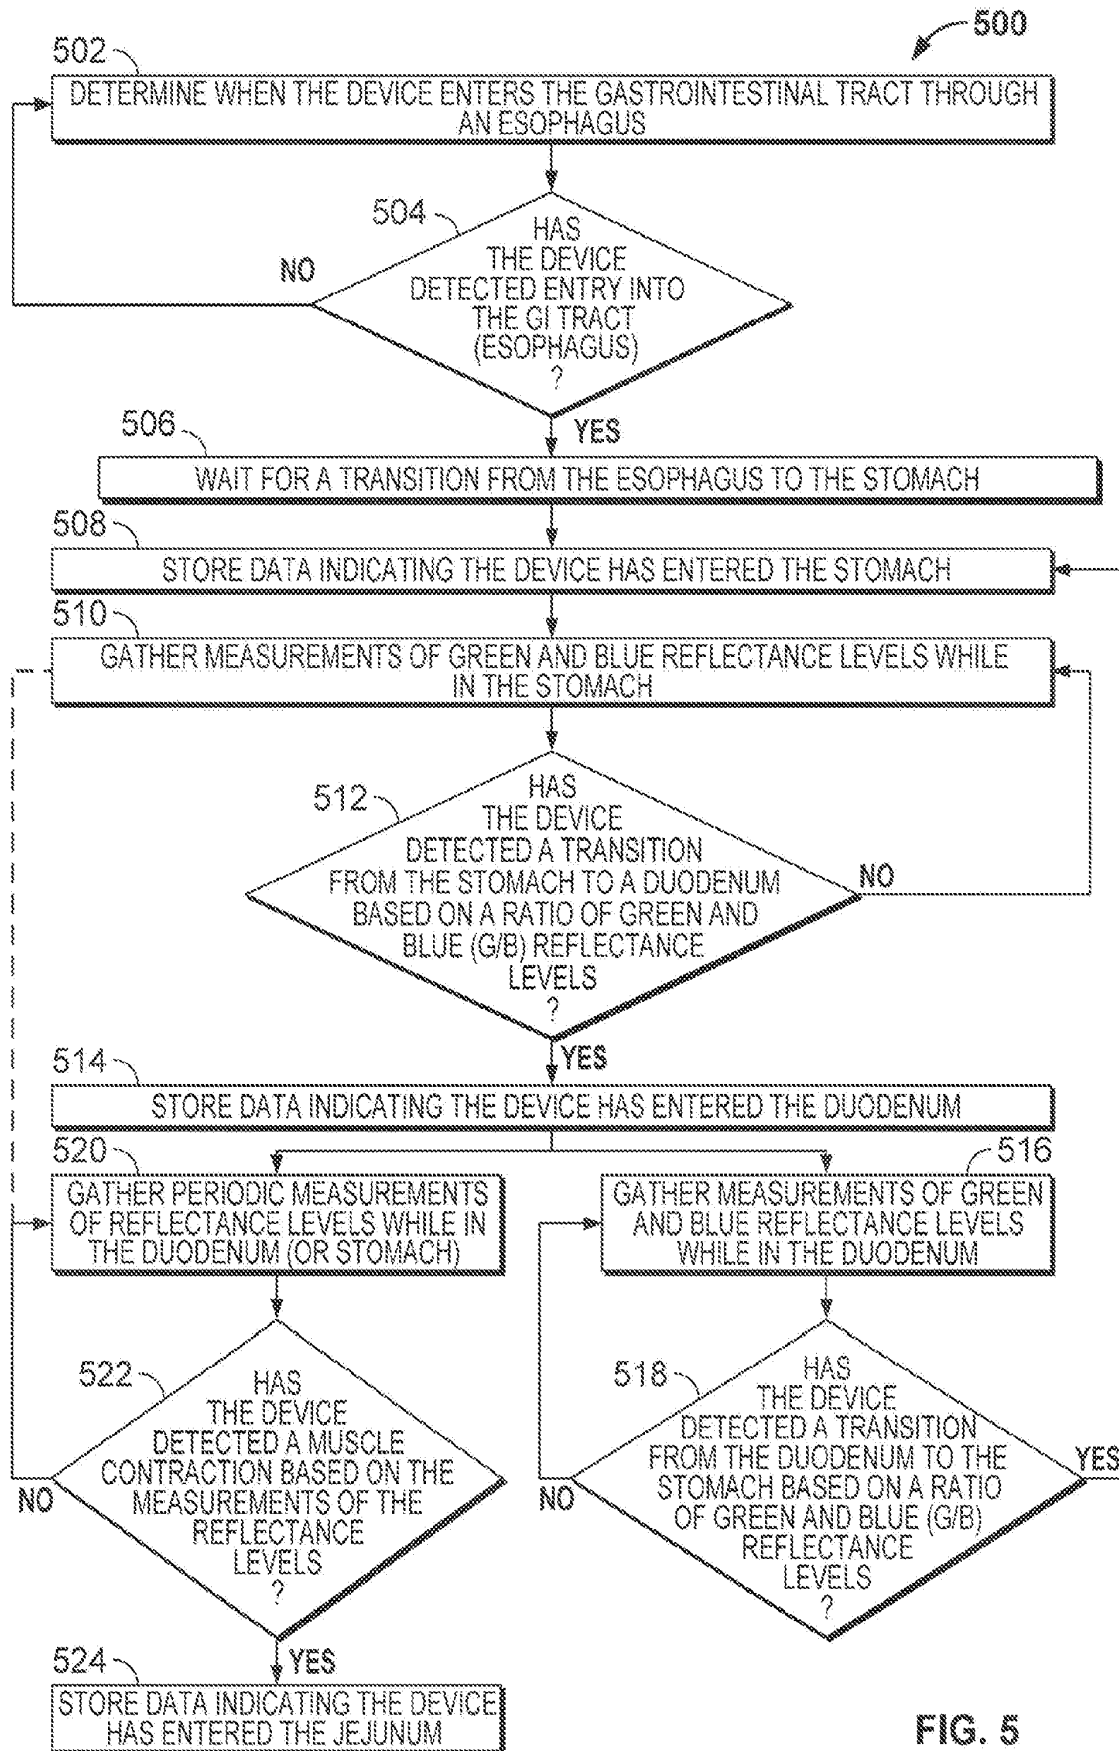 500
502
DETERMINE WHEN THE DEVICE ENTERS THE GASTROINTESTINAL TRACT THROUGH
AN ESOPHAGUS
504
HAS
THE DEVICE
DETECTED ENTRY INTO
THE GI TRACT
(ESOPHAGUS)
?
NO
YES
506
WAIT FOR A TRANSITION FROM THE ESOPHAGUS TO THE STOMACH
508
STORE DATA INDICATING THE DEVICE HAS ENTERED THE STOMACH
510
GATHER MEASUREMENTS OF GREEN AND BLUE REFLECTANCE LEVELS WHILE
IN THE STOMACH
512
HAS
THE DEVICE
DETECTED A TRANSITION
FROM THE STOMACH TO A DUODENUM
BASED ON A RATIO OF GREEN AND
BLUE (G/B) REFLECTANCE
LEVELS
?
NO
YES
514
STORE DATA INDICATING THE DEVICE HAS ENTERED THE DUODENUM
520
GATHER PERIODIC MEASUREMENTS
OF REFLECTANCE LEVELS WHILE IN
THE DUODENUM (OR STOMACH)
516
GATHER MEASUREMENTS OF GREEN
AND BLUE REFLECTANCE LEVELS
WHILE IN THE DUODENUM
522
HAS
THE DEVICE
DETECTED A MUSCLE
CONTRACTION BASED ON THE
MEASUREMENTS OF THE
REFLECTANCE
LEVELS
?
NO
YES
518
HAS
THE DEVICE
DETECTED A TRANSITION
FROM THE DUODENUM TO THE
STOMACH BASED ON A RATIO
OF GREEN AND BLUE (G/B)
REFLECTANCE
LEVELS
?
NO
YES
524
STORE DATA INDICATING THE DEVICE
HAS ENTERED THE JEJUNUM
FIG. 5